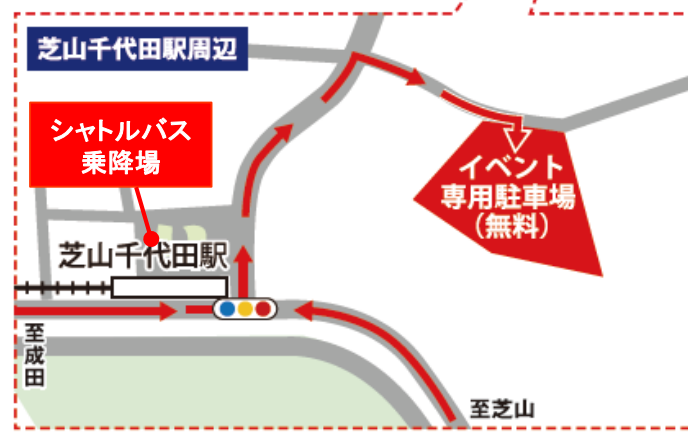 芝山千代田駅周辺
シャトルバス
乗降場
イベント
専用駐車場
（無料）
芝山千代田駅
至成田
至芝山